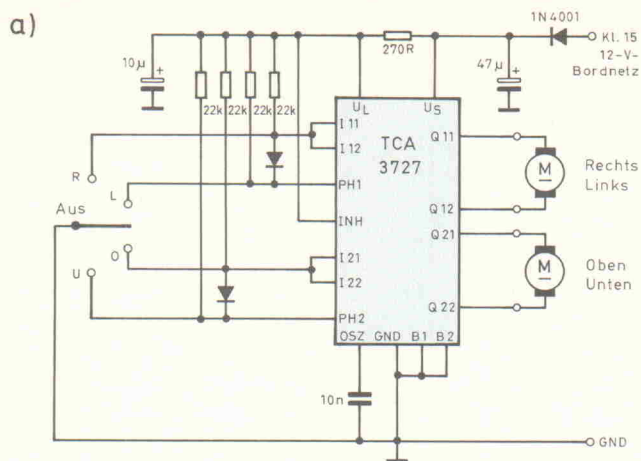 a)
1N4001
Kl. 15
12-V-
Bordnetz
270R
10µ
+
47µ
+
22k
22k
22k
22k
UL
US
I11
I12
TCA
3727
Q11
M
Rechts
Links
R
L
PH1
Aus
INH
Q12
Q21
O
U
I21
I22
M
Oben
Unten
Q22
PH2
OSZ
GND
B1
B2
10n
GND